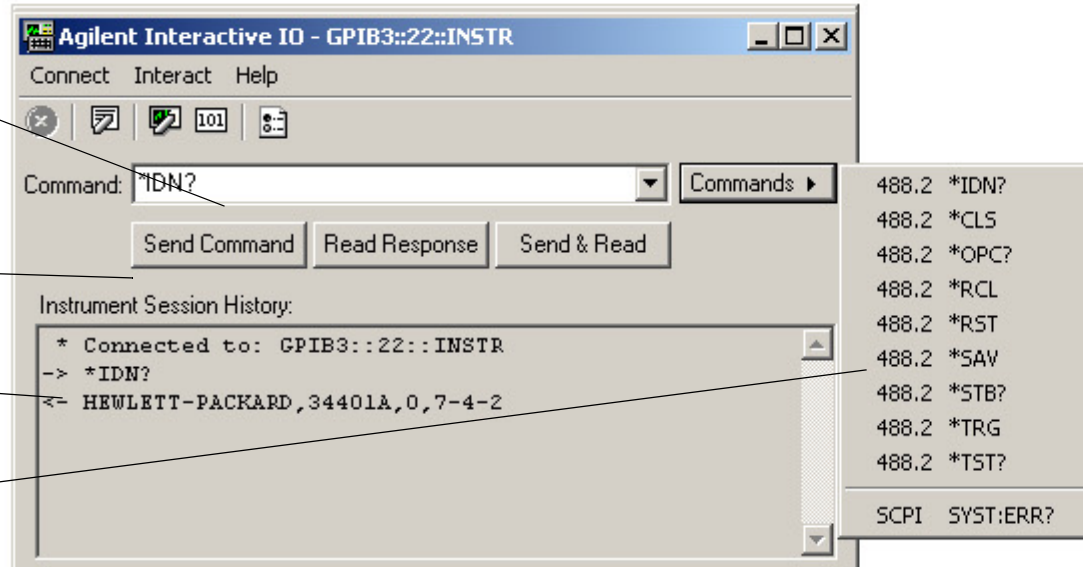 Agilent Interactive IO - GPIB3::22::INSTR
Connect Interact Help
101
Command: *IDN? Commands
Send Command Read Response Send & Read
Instrument Session History:
* Connected to: GPIB3::22::INSTR
-> *IDN?
<- HEWLETT-PACKARD,34401A,0,7-4-2
488.2 *IDN?
488.2 *CLS
488.2 *OPC?
488.2 *RCL
488.2 *RST
488.2 *SAV
488.2 *STB?
488.2 *TRG
488.2 *TST?
SCPI SYST:ERR?